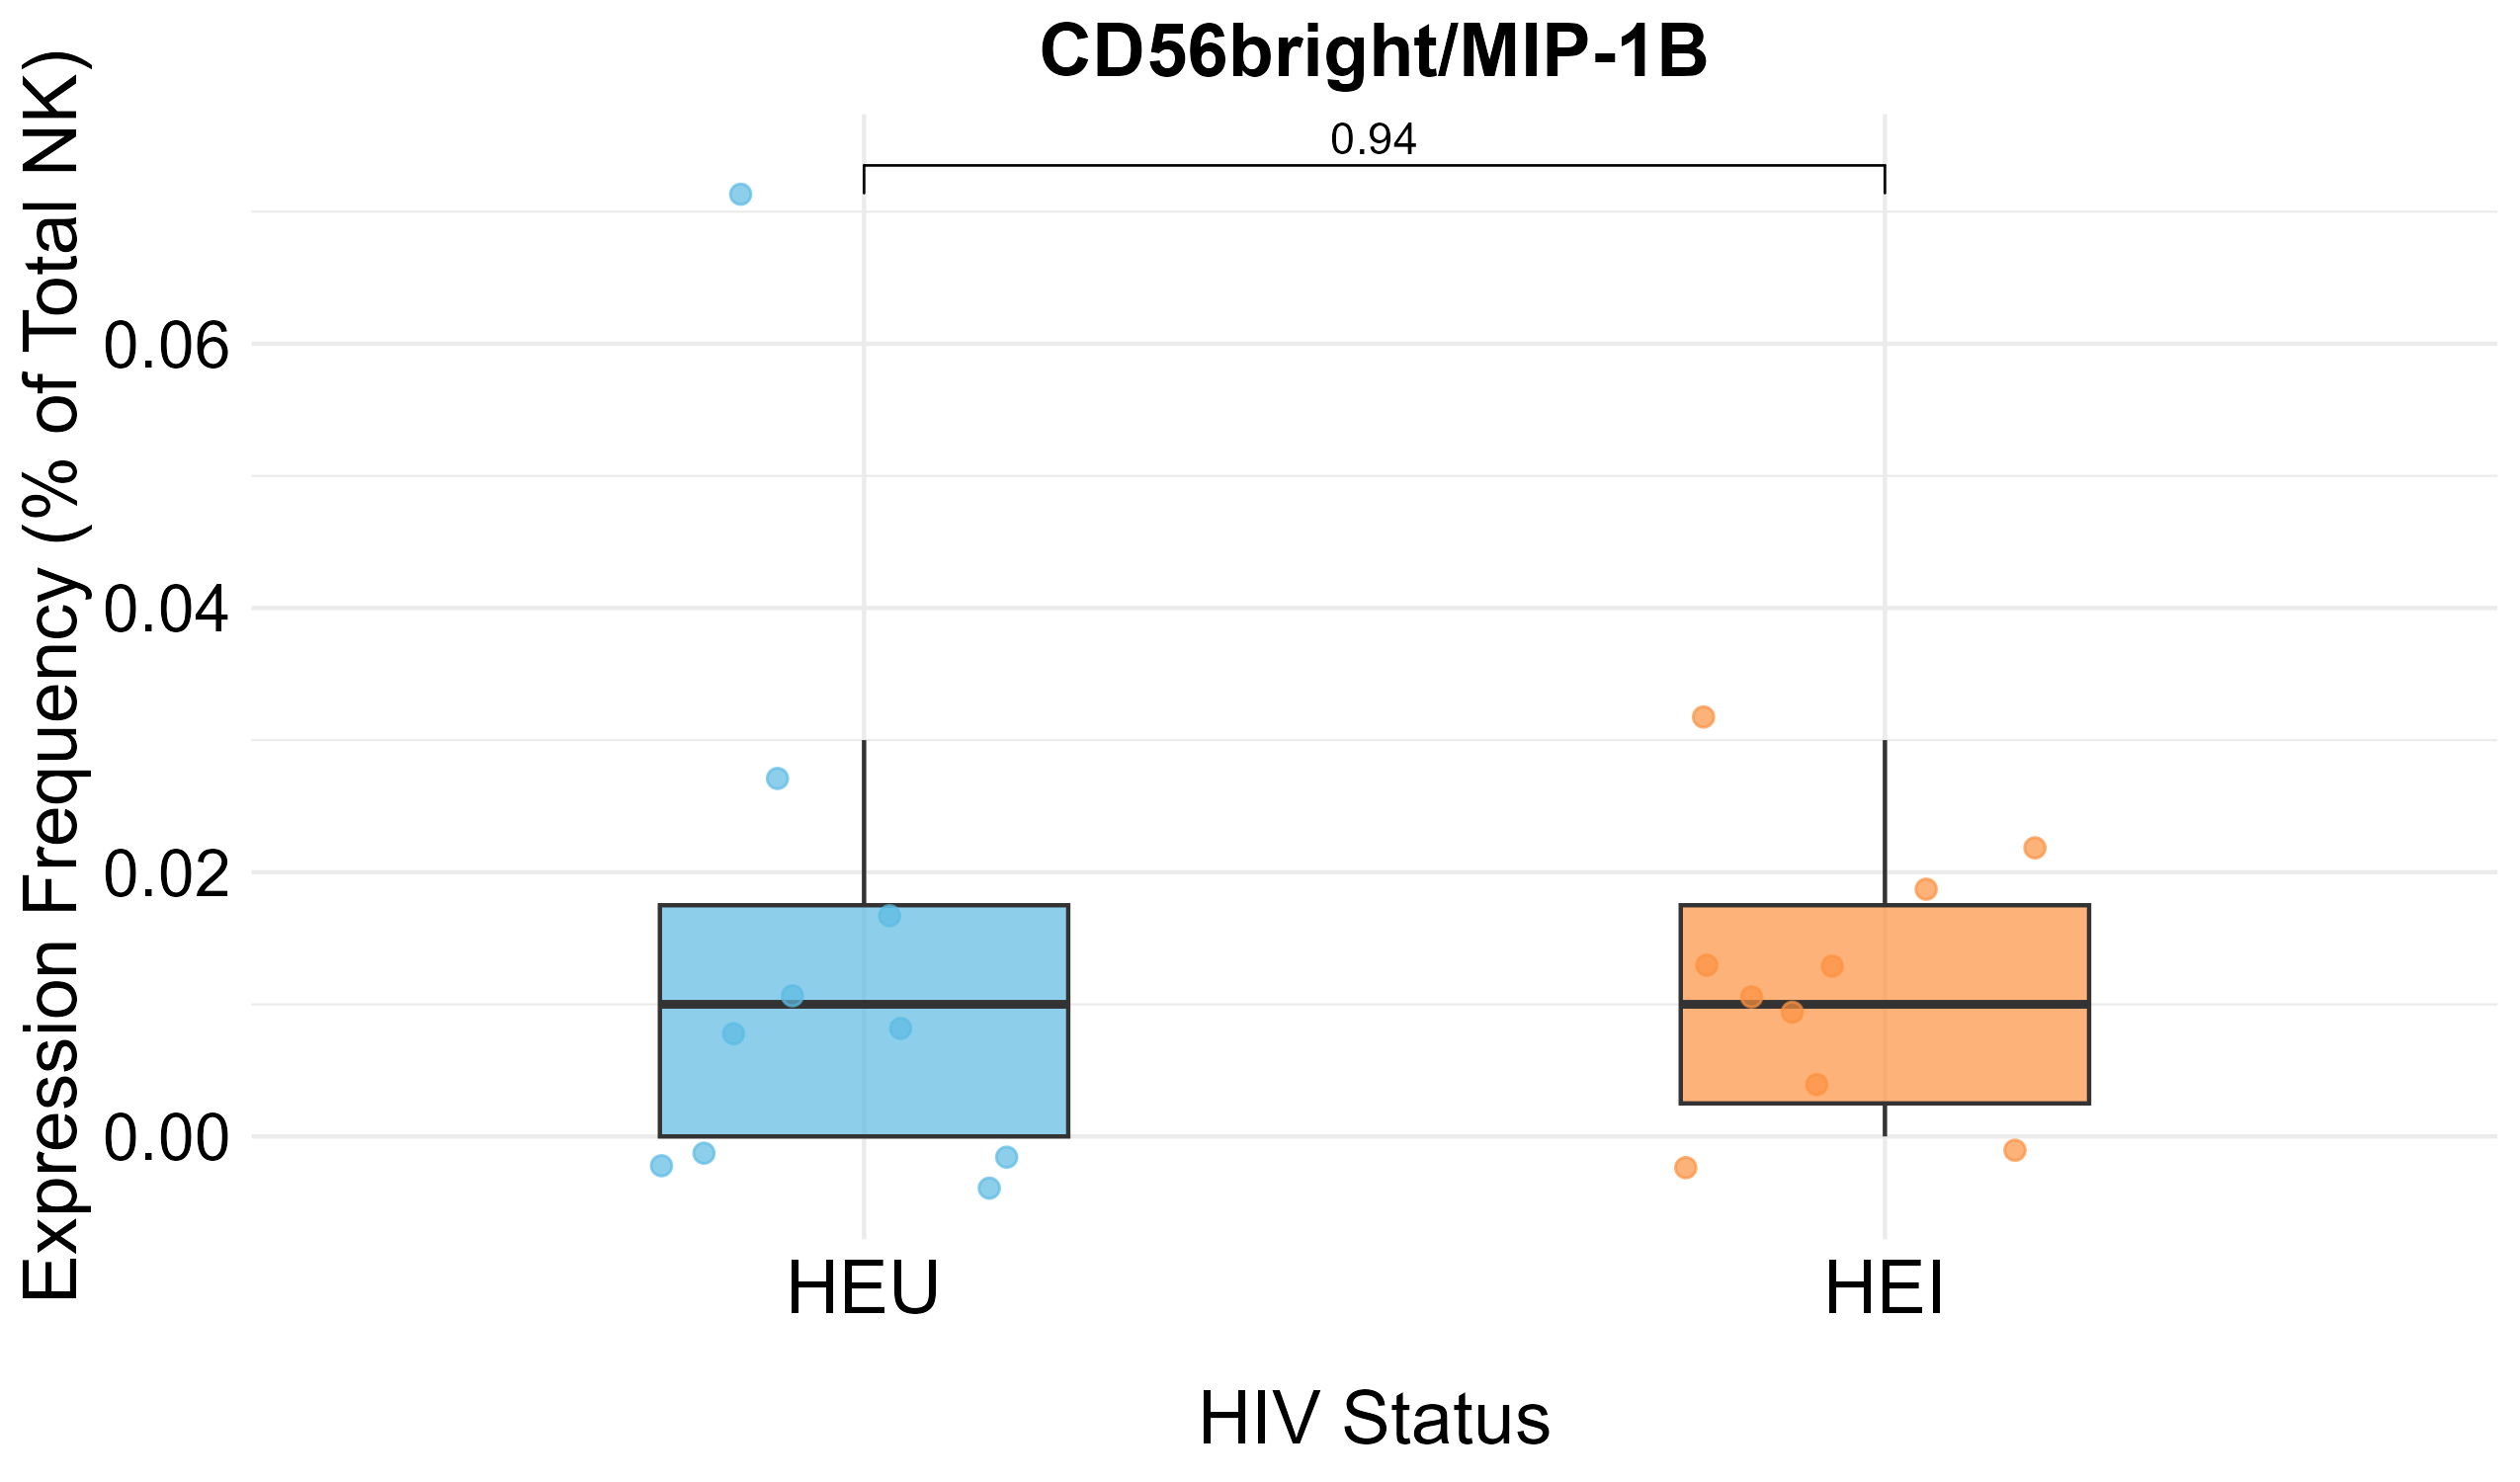 CD56bright/MIP-1B
0.94
Expression Frequency (% of Total NK)
0.06
0.04
0.02
0.00
HEU
HEI
HIV Status